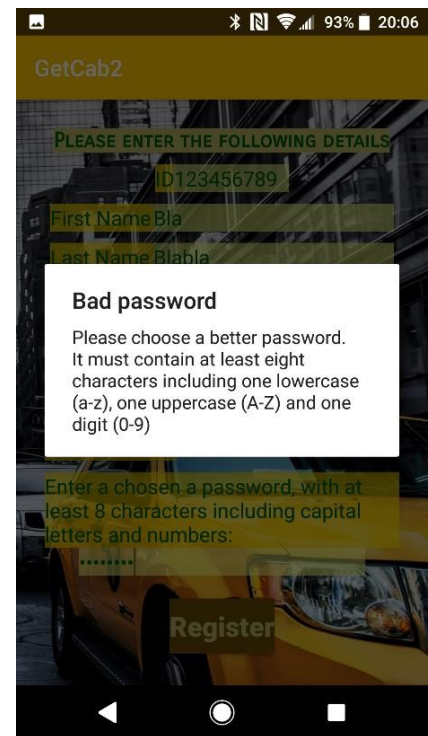 93% 20:06
GetCab2
PLEASE ENTER THE FOLLOWING DETAILS
ID123456789
First Name Bla
Last Name Blabla
Bad password
Please choose a better password.
It must contain at least eight
characters including one lowercase
(a-z), one uppercase (A-Z) and one
digit (0-9)
Enter a chosen a password, with at
least 8 characters including capital
letters and numbers:
••••••••
Register